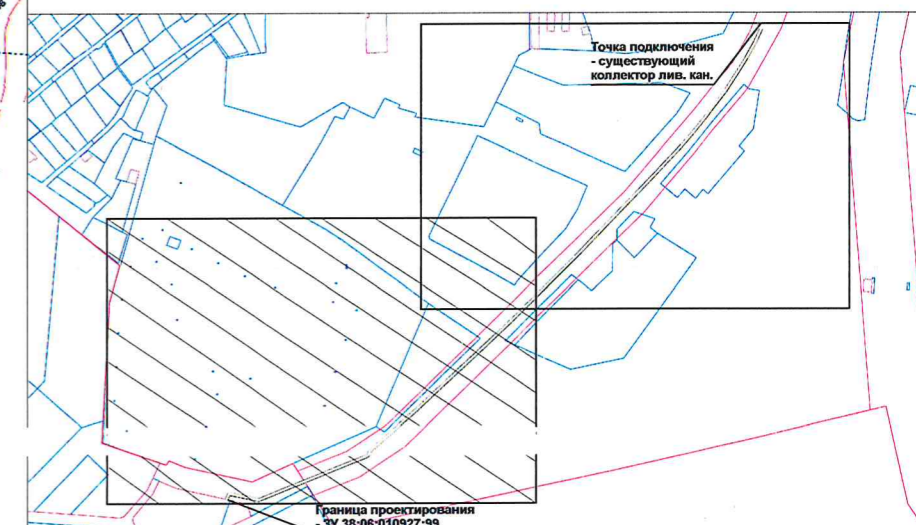 Точка подключения
- существующий
коллектор лив. кан.
Граница проектирования
- ЗУ 38:06:010927:99